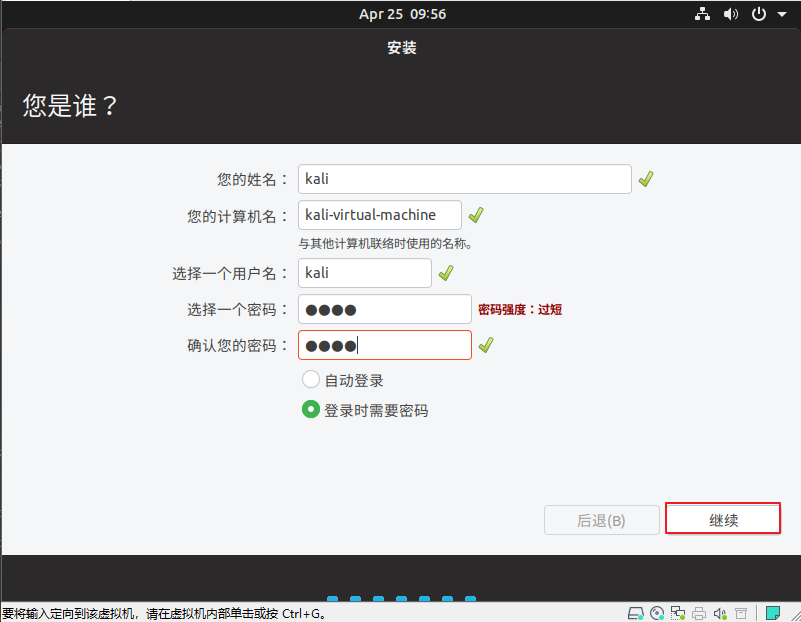 Apr 25 09:56
安装
您是谁？
您的姓名： kali
您的计算机名： kali-virtual-machine
与其他计算机联络时使用的名称。
选择一个用户名： kali
选择一个密码： ●●●● 密码强度：过短
确认您的密码： ●●●●
自动登录
登录时需要密码
后退(B) 继续
要将输入定向到该虚拟机，请在虚拟机内部单击或按 Ctrl+G。